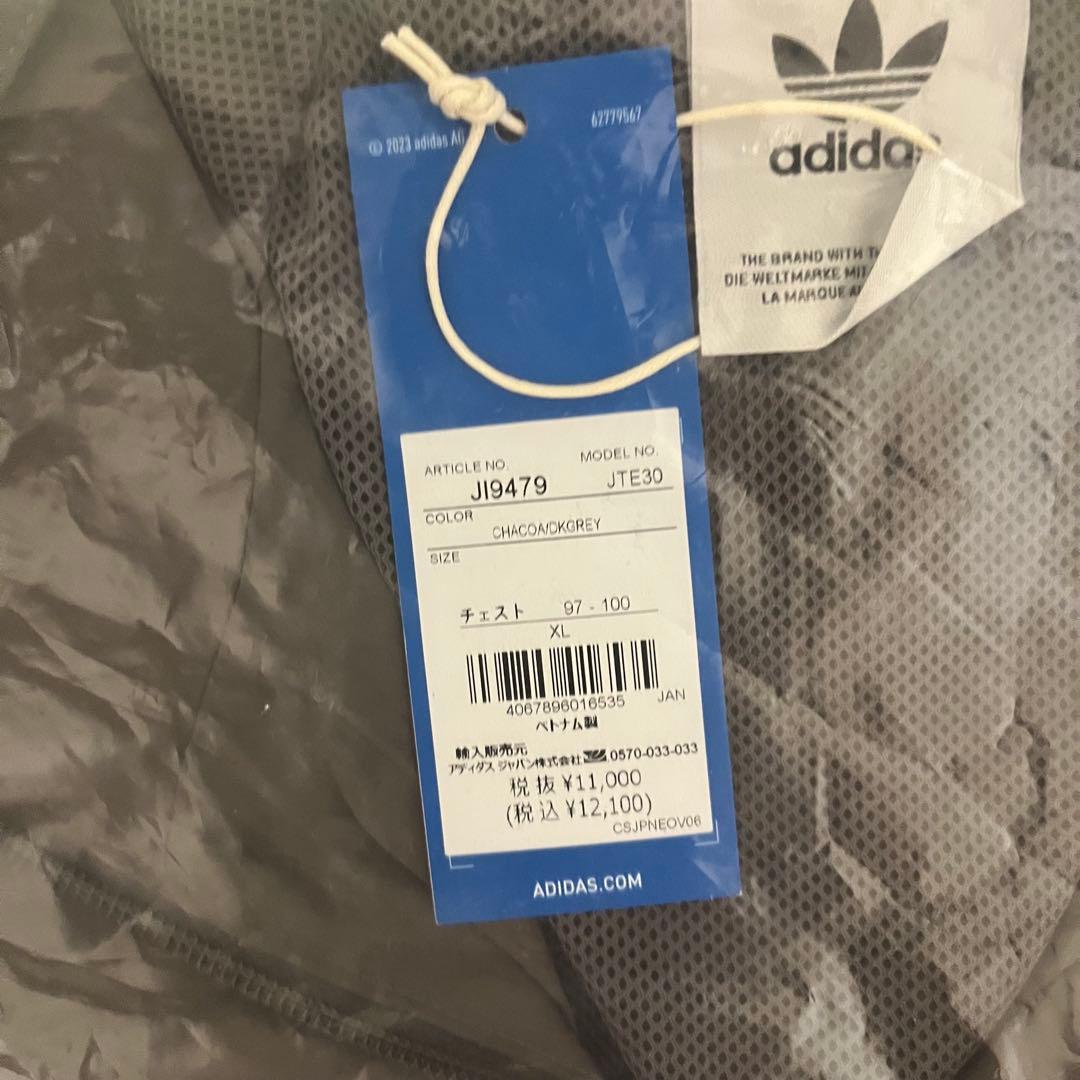 © 2023 adidas AG
62779567
adidas
THE BRAND WITH
DIE WELTMARKE MIT
LA MARQUE
ARTICLE NO.
MODEL NO.
JI9479
JTE30
COLOR
CHACOA/DKGREY
SIZE
チェスト 97 - 100
XL
4067896016535
JAN
ベトナム製
輸入販売元
アディダス ジャパン株式会社 0570-033-033
税抜 ¥11,000
(税込 ¥12,100)
CSJPNEOV06
ADIDAS.COM